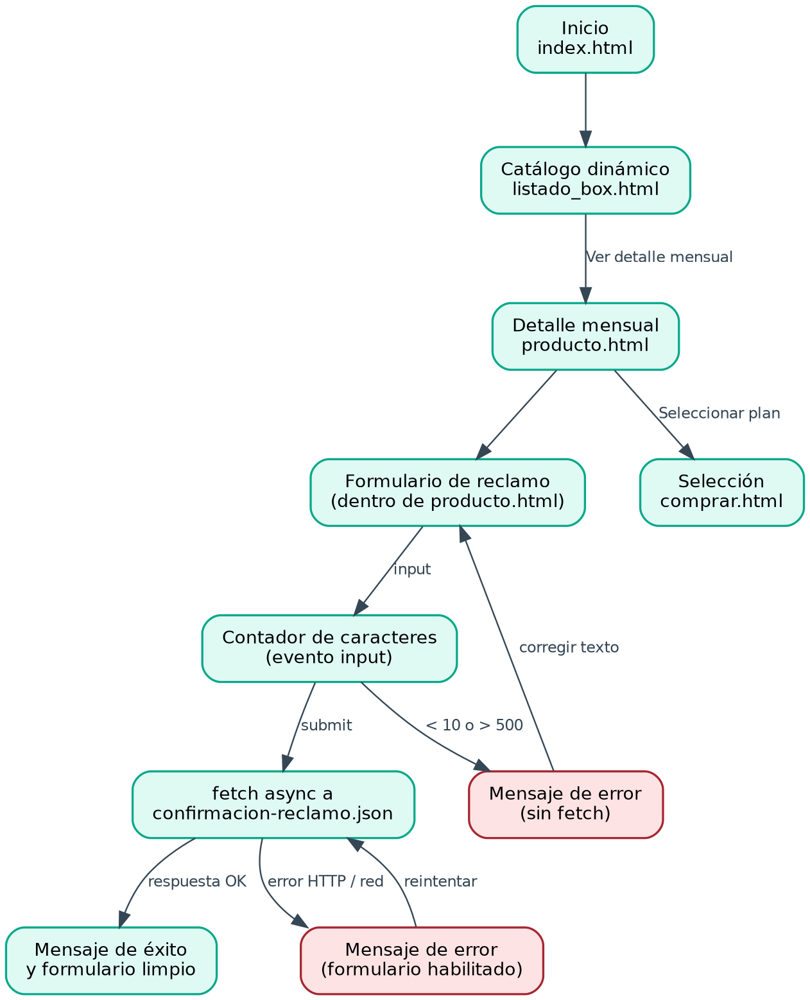 Inicio
index.html
Catálogo dinámico
listado_box.html
Ver detalle mensual
Detalle mensual
producto.html
Seleccionar plan
Formulario de reclamo
(dentro de producto.html)
Selección
comprar.html
input
Contador de caracteres
(evento input)
corregir texto
submit
< 10 o > 500
fetch async a
confirmacion-reclamo.json
Mensaje de error
(sin fetch)
respuesta OK
error HTTP / red
reintentar
Mensaje de éxito
y formulario limpio
Mensaje de error
(formulario habilitado)